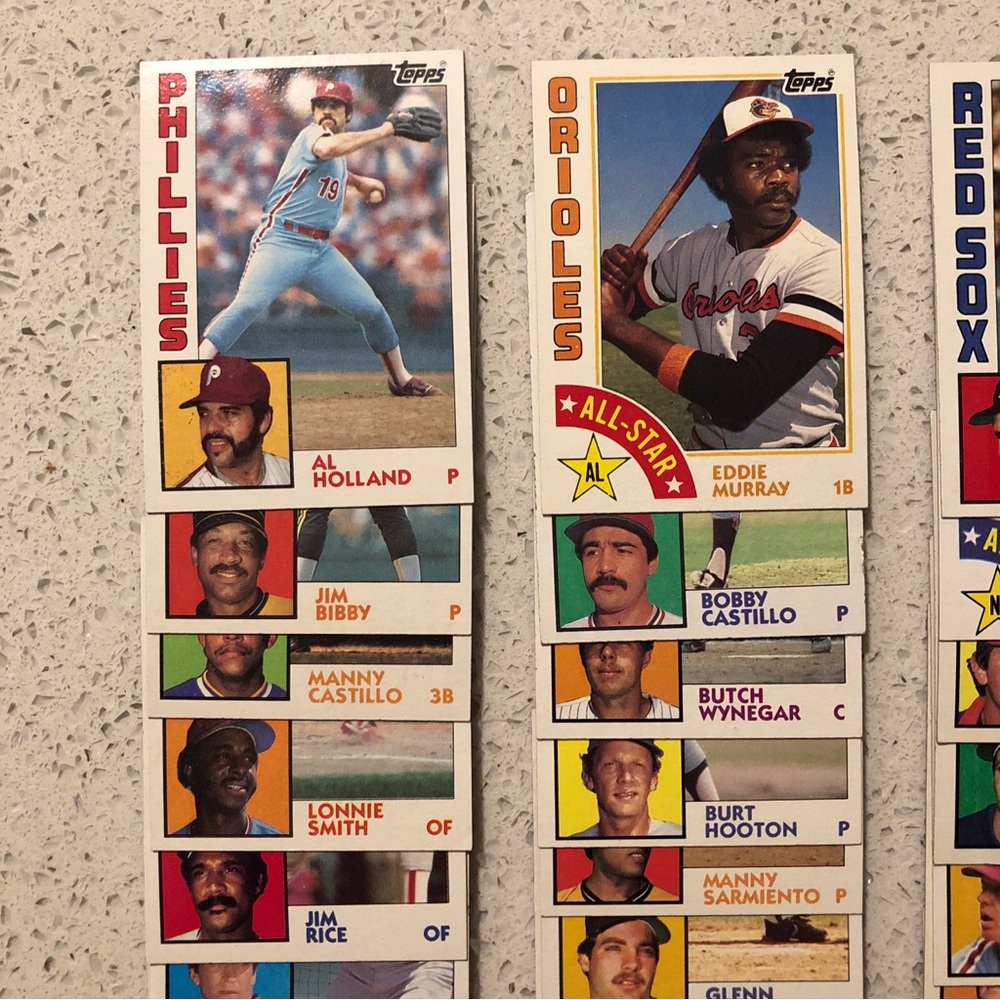 PHILLIES
topps
P
19
AL
HOLLAND P
JIM
BIBBY P
MANNY
CASTILLO 3B
LONNIE
SMITH OF
JIM
RICE OF
ORIOLES
topps
Orioles
ALL-STAR
AL
EDDIE
MURRAY 1B
BOBBY
CASTILLO P
BUTCH
WYNEGAR C
BURT
HOOTON P
MANNY
SARMIENTO P
GLENN
RED SOX
A
N